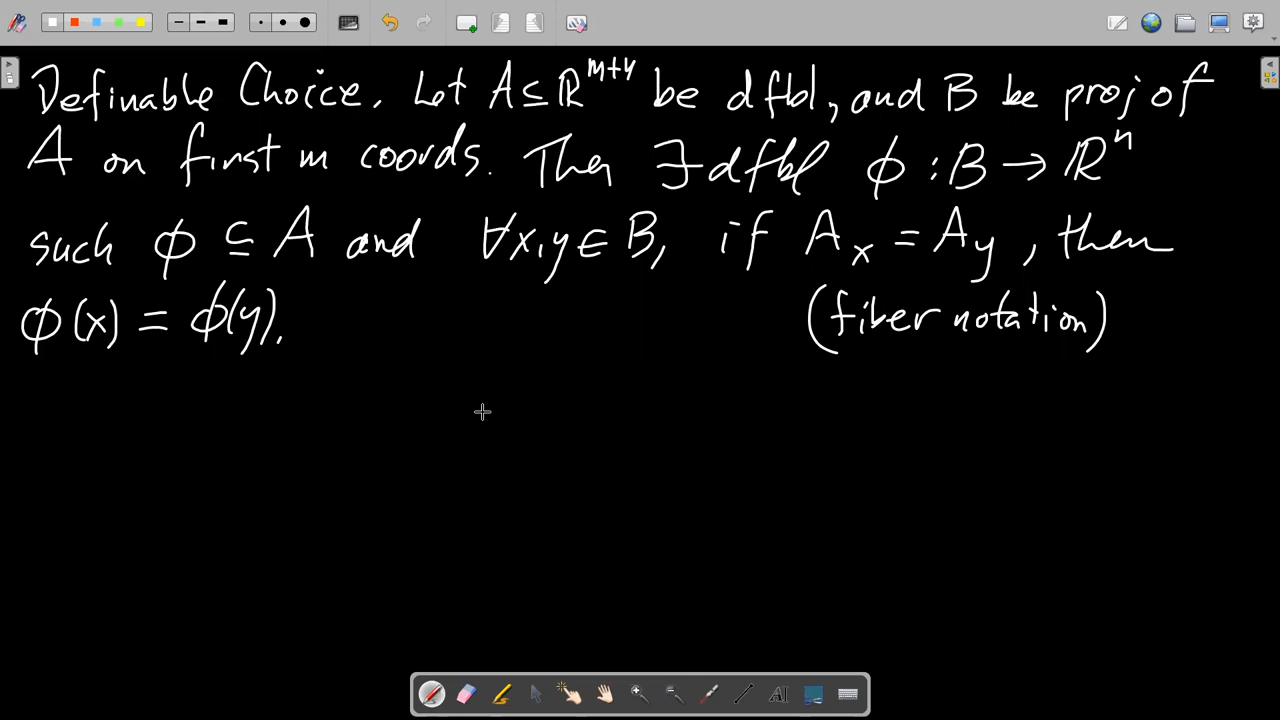 Definable Choice. Let A ⊆ ℝ^{m+n} be dfbl, and B be proj of
A on first m coords. Then ∃ dfbl ϕ : B → ℝ^n
such ϕ ⊆ A and ∀x,y ∈ B, if A_x = A_y, then
ϕ(x) = ϕ(y). (fiber notation)